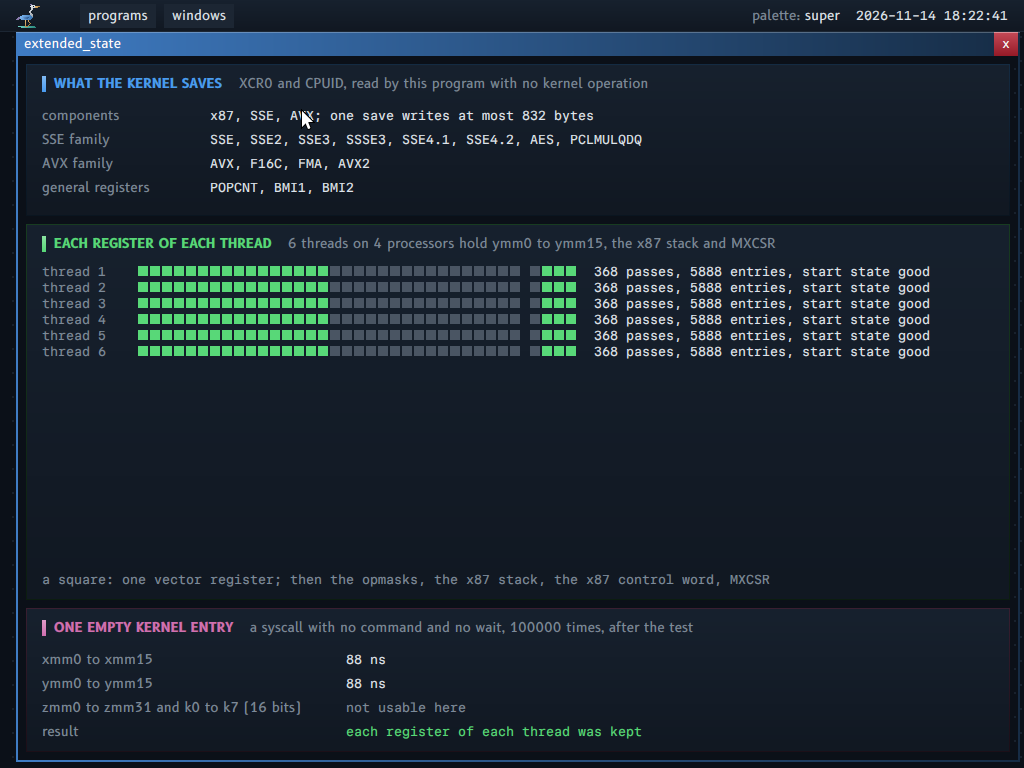 programs windows palette: super 2026-11-14 18:22:41
extended_state x
WHAT THE KERNEL SAVES XCR0 and CPUID, read by this program with no kernel operation
components x87, SSE, AVX; one save writes at most 832 bytes
SSE family SSE, SSE2, SSE3, SSSE3, SSE4.1, SSE4.2, AES, PCLMULQDQ
AVX family AVX, F16C, FMA, AVX2
general registers POPCNT, BMI1, BMI2
EACH REGISTER OF EACH THREAD 6 threads on 4 processors hold ymm0 to ymm15, the x87 stack and MXCSR
thread 1 368 passes, 5888 entries, start state good
thread 2 368 passes, 5888 entries, start state good
thread 3 368 passes, 5888 entries, start state good
thread 4 368 passes, 5888 entries, start state good
thread 5 368 passes, 5888 entries, start state good
thread 6 368 passes, 5888 entries, start state good
a square: one vector register; then the opmasks, the x87 stack, the x87 control word, MXCSR
ONE EMPTY KERNEL ENTRY a syscall with no command and no wait, 100000 times, after the test
xmm0 to xmm15 88 ns
ymm0 to ymm15 88 ns
zmm0 to zmm31 and k0 to k7 (16 bits) not usable here
result each register of each thread was kept